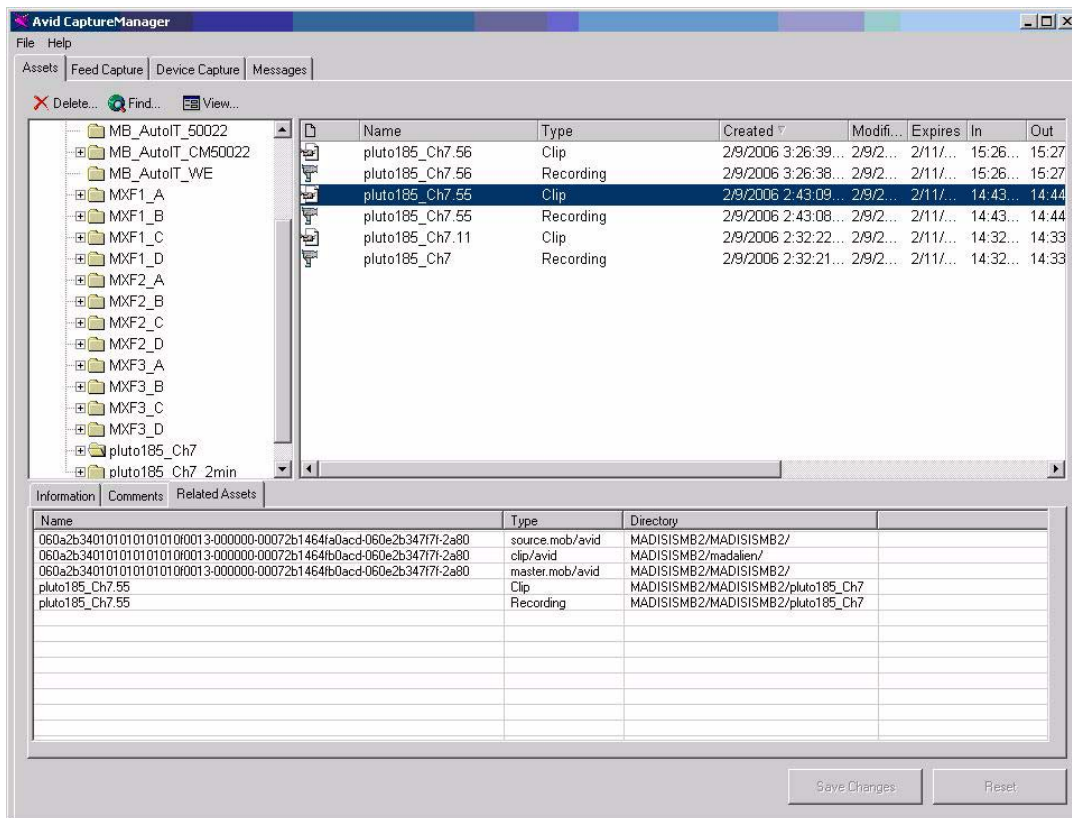 Avid CaptureManager
File Help
Assets Feed Capture Device Capture Messages
Delete... Find... View...
MB_AutoIT_50022
MB_AutoIT_CM50022
MB_AutoIT_WE
MXF1_A
MXF1_B
MXF1_C
MXF1_D
MXF2_A
MXF2_B
MXF2_C
MXF2_D
MXF3_A
MXF3_B
MXF3_C
MXF3_D
pluto185_Ch7
pluto185_Ch7_2min
Name Type Created Modifi... Expires In Out
pluto185_Ch7.56 Clip 2/9/2006 3:26:39... 2/9/2... 2/11/... 15:26... 15:27
pluto185_Ch7.56 Recording 2/9/2006 3:26:38... 2/9/2... 2/11/... 15:26... 15:27
pluto185_Ch7.55 Clip 2/9/2006 2:43:09... 2/9/2... 2/11/... 14:43... 14:44
pluto185_Ch7.55 Recording 2/9/2006 2:43:08... 2/9/2... 2/11/... 14:43... 14:44
pluto185_Ch7.11 Clip 2/9/2006 2:32:22... 2/9/2... 2/11/... 14:32... 14:33
pluto185_Ch7 Recording 2/9/2006 2:32:21... 2/9/2... 2/11/... 14:32... 14:33
Information Comments Related Assets
Name Type Directory
060a2b340101010101010f0013-000000-00072b1464fa0acd-060e2b347f7f-2a80 source.mob/avid MADISISMB2/MADISISMB2/
060a2b340101010101010f0013-000000-00072b1464fb0acd-060e2b347f7f-2a80 clip/avid MADISISMB2/madalien/
060a2b340101010101010f0013-000000-00072b1464fb0acd-060e2b347f7f-2a80 master.mob/avid MADISISMB2/MADISISMB2/
pluto185_Ch7.55 Clip MADISISMB2/MADISISMB2/pluto185_Ch7
pluto185_Ch7.55 Recording MADISISMB2/MADISISMB2/pluto185_Ch7
Save Changes Reset